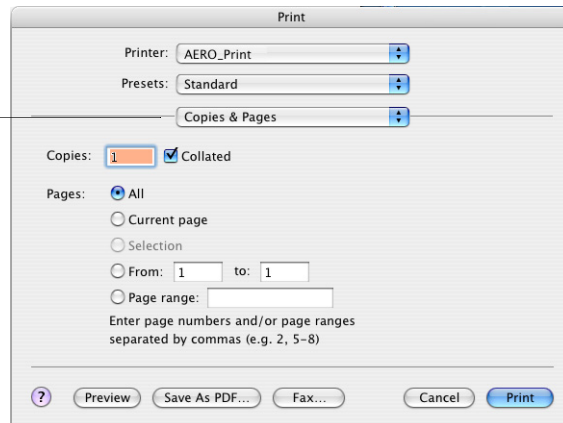 Print
Printer: AERO_Print
Presets: Standard
Copies & Pages
Copies: 1 Collated
Pages: All
Current page
Selection
From: 1 to: 1
Page range:
Enter page numbers and/or page ranges
separated by commas (e.g. 2, 5-8)
? Preview Save As PDF... Fax... Cancel Print